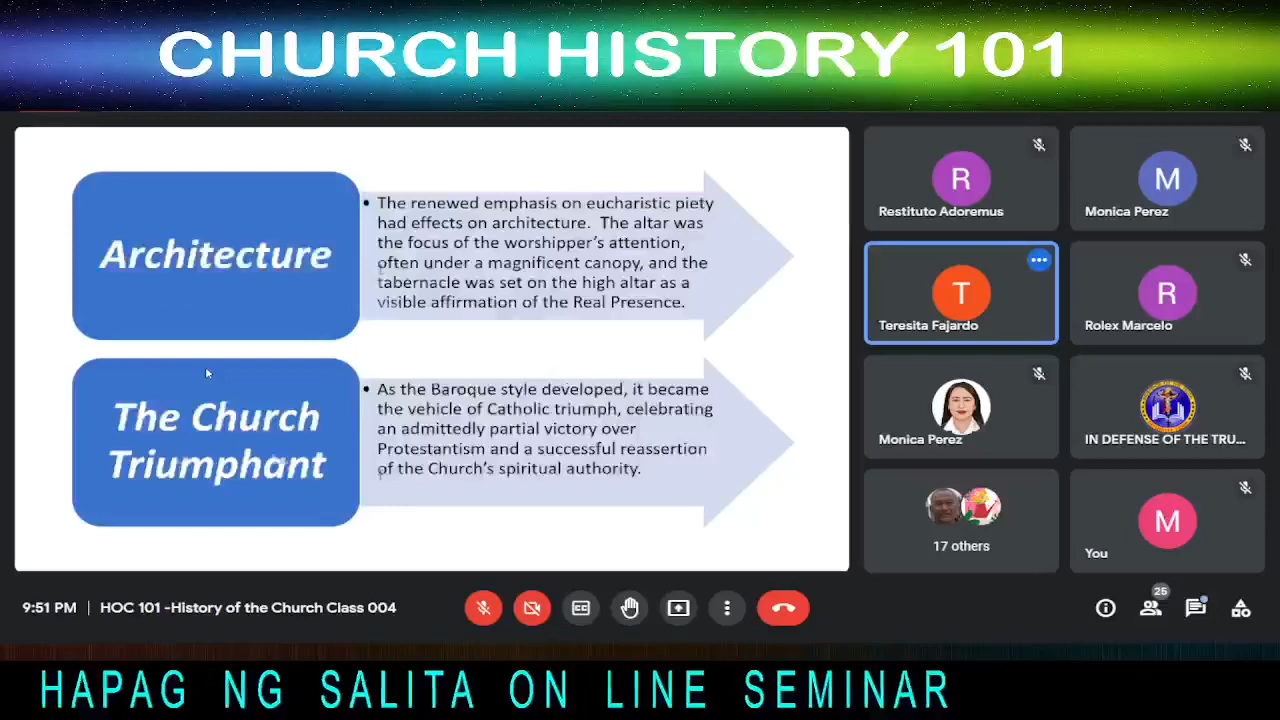 CHURCH HISTORY 101
Architecture
• The renewed emphasis on eucharistic piety
had effects on architecture. The altar was
the focus of the worshipper's attention,
often under a magnificent canopy, and the
tabernacle was set on the high altar as a
visible affirmation of the Real Presence.
The Church
Triumphant
• As the Baroque style developed, it became
the vehicle of Catholic triumph, celebrating
an admittedly partial victory over
Protestantism and a successful reassertion
of the Church's spiritual authority.
R
Restituto Adoremus
M
Monica Perez
T
Teresita Fajardo
R
Rolex Marcelo
Monica Perez
IN DEFENSE OF THE TRU...
17 others
M
You
9:51 PM | HOC 101 -History of the Church Class 004
CC
25
HAPAG NG SALITA ON LINE SEMINAR